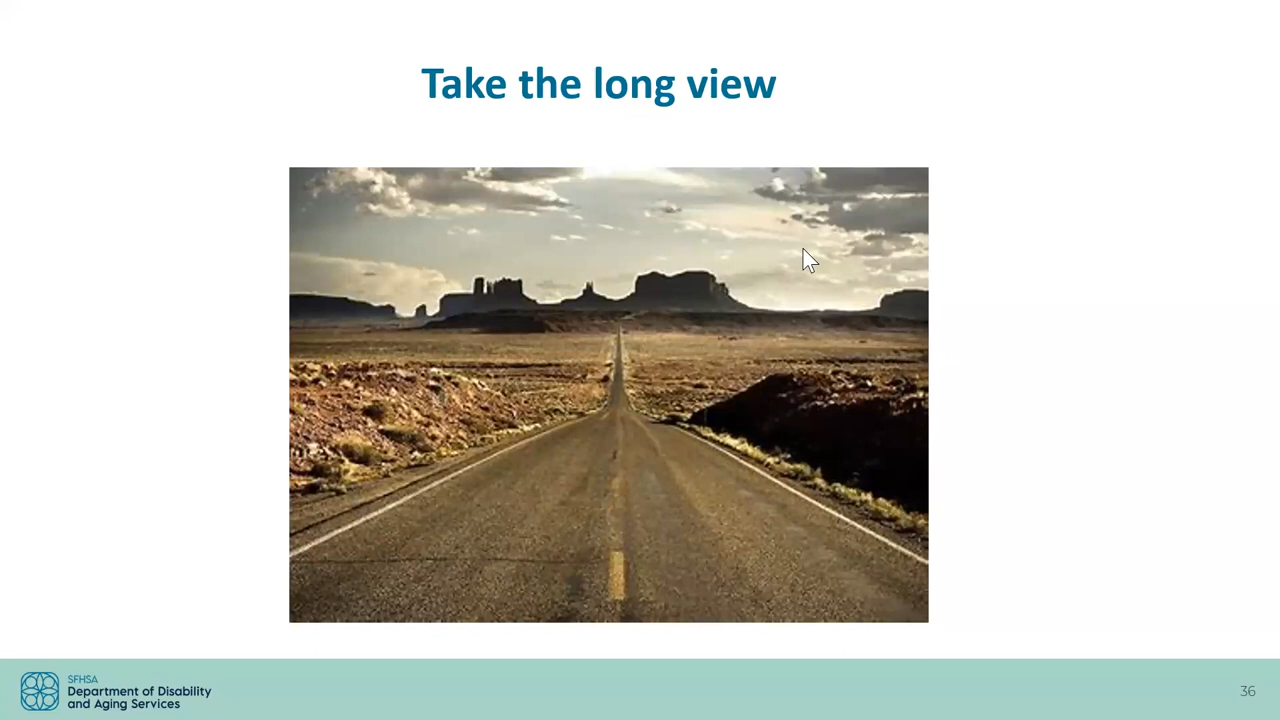 Take the long view
SFHSA
Department of Disability
and Aging Services
36